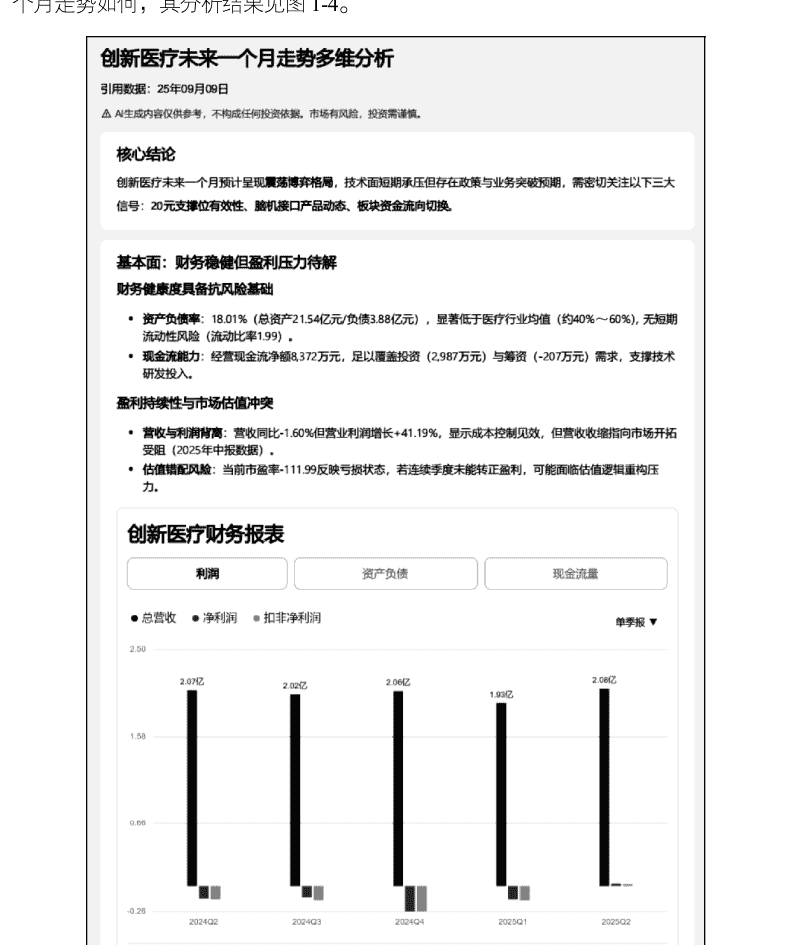 个月走势如何，其分析结果见图 1-4。
创新医疗未来一个月走势多维分析
引用数据：25年09月09日
⚠ AI生成内容仅供参考，不构成任何投资依据。市场有风险，投资需谨慎。
核心结论
创新医疗未来一个月预计呈现震荡博弈格局，技术面短期承压但存在政策与业务突破预期，需密切关注以下三大
信号：20元支撑位有效性、脑机接口产品动态、板块资金流向切换。
基本面：财务稳健但盈利压力待解
财务健康度具备抗风险基础
• 资产负债率：18.01%（总资产21.54亿元/负债3.88亿元），显著低于医疗行业均值（约40%～60%），无短期
流动性风险（流动比率1.99）。
• 现金流能力：经营现金流净额8,372万元，足以覆盖投资（2,987万元）与筹资（-207万元）需求，支撑技术
研发投入。
盈利持续性与市场估值冲突
• 营收与利润背离：营收同比-1.60%但营业利润增长+41.19%，显示成本控制见效，但营收收缩指向市场开拓
受阻（2025年中报数据）。
• 估值错配风险：当前市盈率-111.99反映亏损状态，若连续季度未能转正盈利，可能面临估值逻辑重构压
力。
创新医疗财务报表
利润 资产负债 现金流量
● 总营收 ● 净利润 ● 扣非净利润
单季报 ▼
2.50
2.07亿 2.02亿 2.06亿 1.93亿 2.08亿
1.58
0.66
-0.26
2024Q2 2024Q3 2024Q4 2025Q1 2025Q2